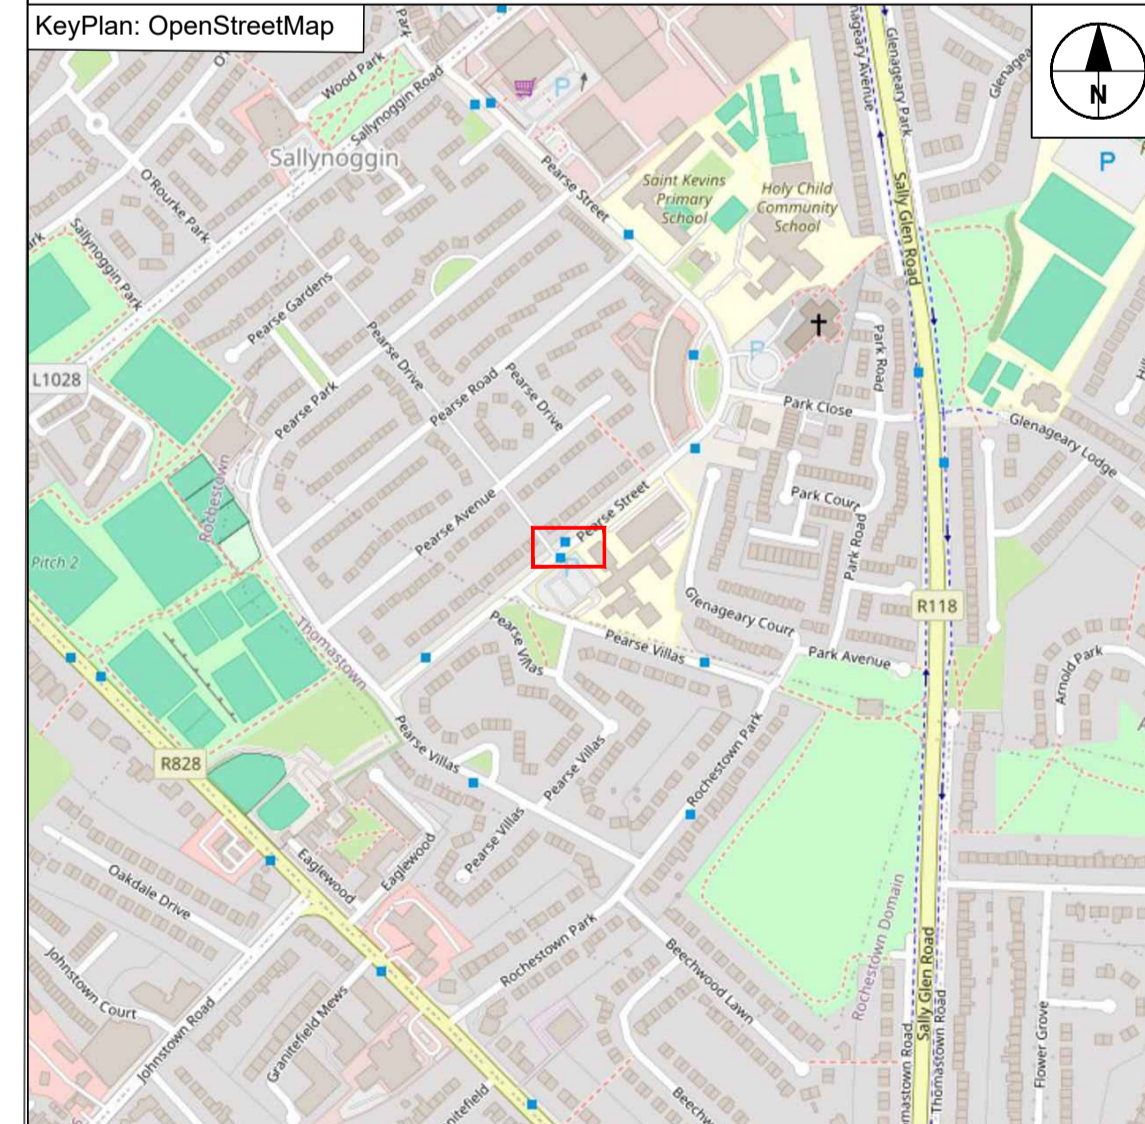 KeyPlan: OpenStreetMap
N
Park
Wood Park
Sallynoggin Road
Sallynoggin
O'Rourke Park
Sallynoggin Park
Pearse Street
Saint Kevins
Primary
School
Holy Child
Community
School
Glenageary Park
Sally Glen Road
P
P
P
L1028
Pearse Gardens
Pearse Drive
Pearse Park
Pearse Road
Pearse Drive
Park Road
Park Close
Glenageary Lodge
Rochestown
Pearse Avenue
Pearse Street
Park Court
Park Road
Pitch 2
P
R118
Glenageary Court
Thomastown
Pearse Villas
Pearse Villas
Park Avenue
Arnold Park
R828
Pearse Villas
Pearse Villas
Rochestown Park
Pearse Villas
Eaglewood
Eaglewood
Oakdale Drive
Rochestown Domain
Rochestown Park
Beechwood Lawn
Johnstown Court
Johnstown Road
Granitefield Mews
Sally Glen Road
Thomastown Road
Flower Grove